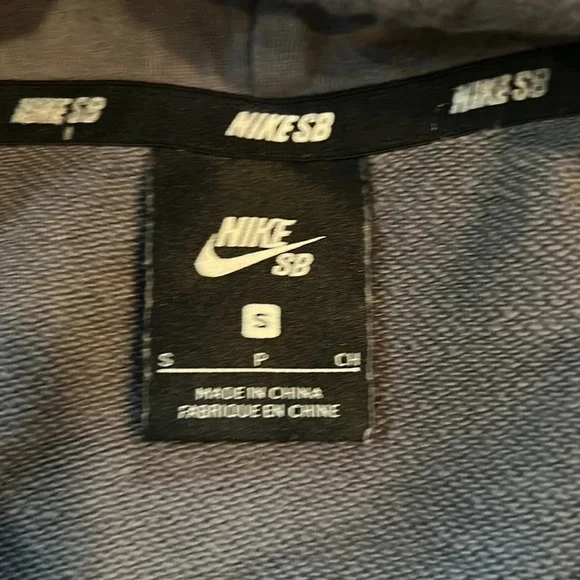 NIKE SB NIKE SB NIKE SB
NIKE
SB
S
S P CH
MADE IN CHINA
FABRIQUE EN CHINE